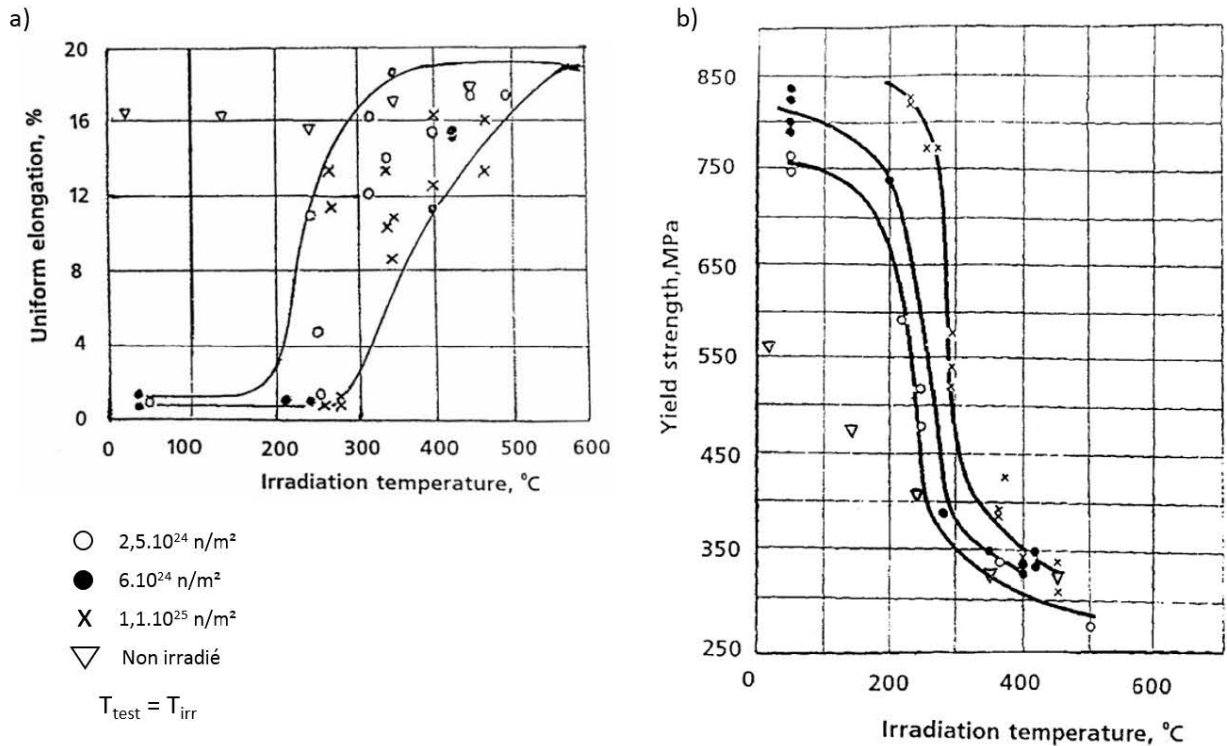 a)
20
16
12
8
4
0
Uniform elongation, %
0 100 200 300 400 500 600
Irradiation temperature, °C
2,5.10²⁴ n/m²
6.10²⁴ n/m²
1,1.10²⁵ n/m²
Non irradié
Ttest = Tirr
b)
850
750
650
550
450
350
250
Yield strength,MPa
0 200 400 600
Irradiation temperature, °C